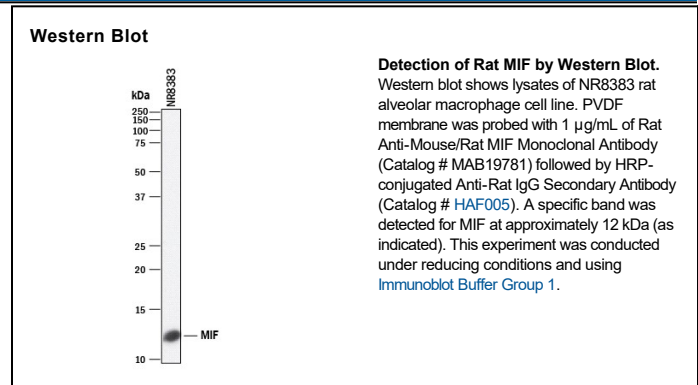 Western Blot
kDa
NR8383
250
150
100
75
50
37
25
20
15
MIF
10
Detection of Rat MIF by Western Blot.
Western blot shows lysates of NR8383 rat
alveolar macrophage cell line. PVDF
membrane was probed with 1 µg/mL of Rat
Anti-Mouse/Rat MIF Monoclonal Antibody
(Catalog # MAB19781) followed by HRP-
conjugated Anti-Rat IgG Secondary Antibody
(Catalog # HAF005). A specific band was
detected for MIF at approximately 12 kDa (as
indicated). This experiment was conducted
under reducing conditions and using
Immunoblot Buffer Group 1.